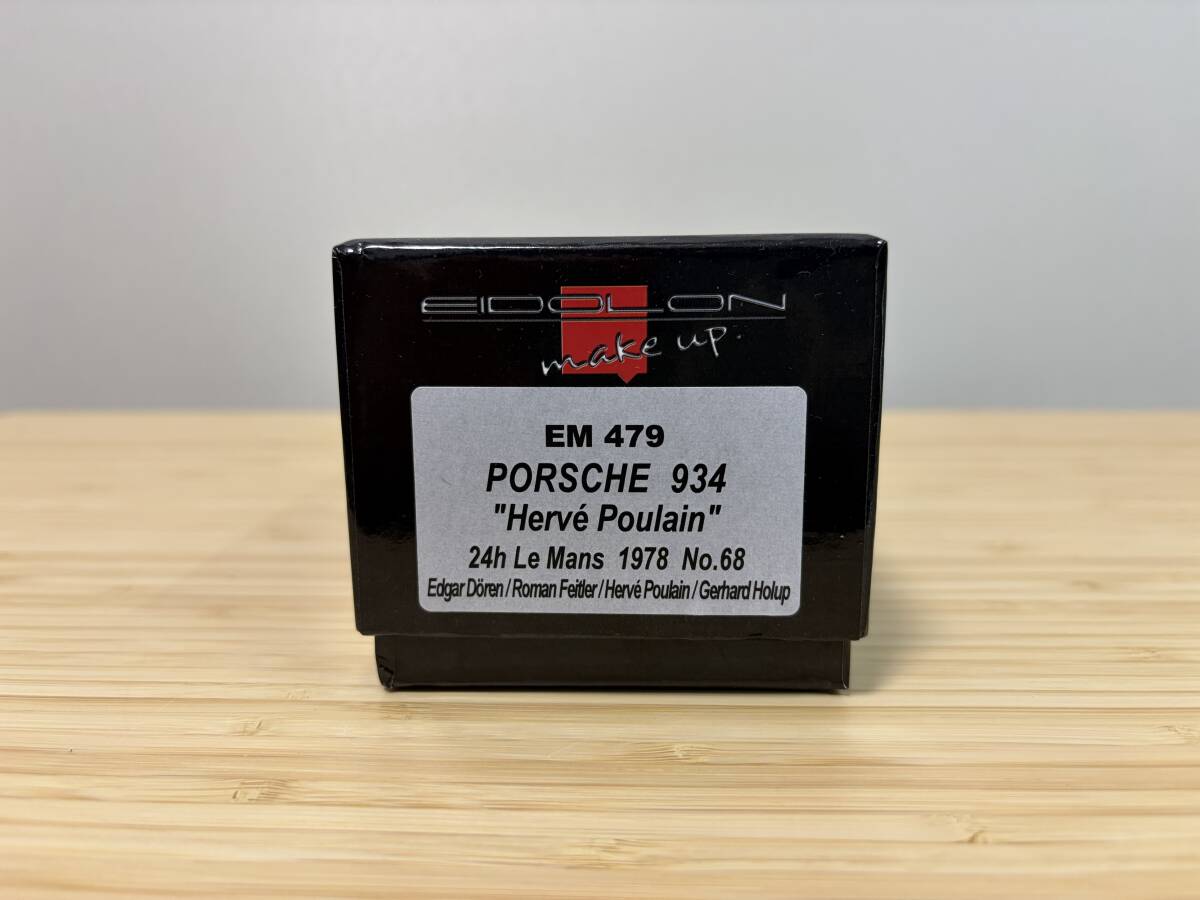 EIDOLON
make up.
EM 479
PORSCHE 934
"Hervé Poulain"
24h Le Mans 1978 No.68
Edgar Dören / Roman Feitler / Hervé Poulain / Gerhard Holup